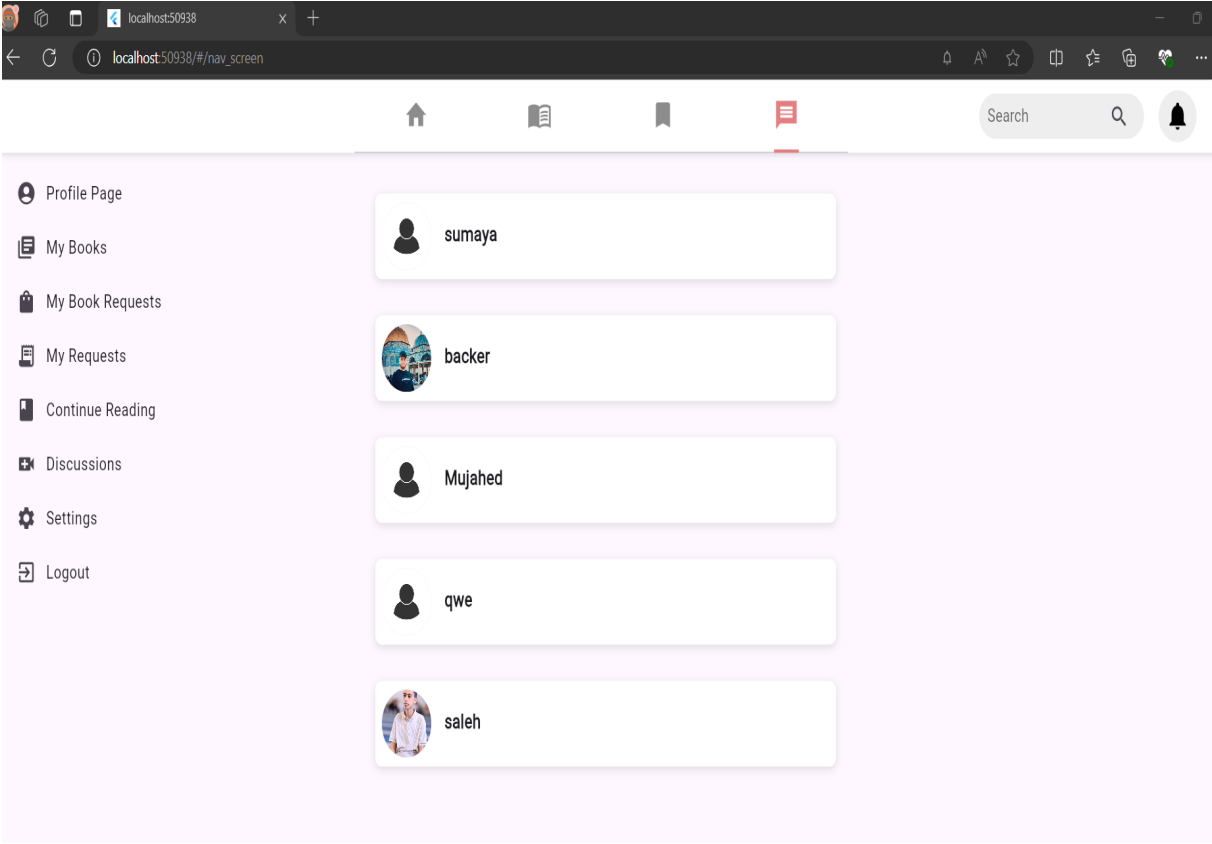 localhost:50938
localhost:50938/#/nav_screen
Search
Profile Page
My Books
My Book Requests
My Requests
Continue Reading
Discussions
Settings
Logout
sumaya
backer
Mujahed
qwe
saleh